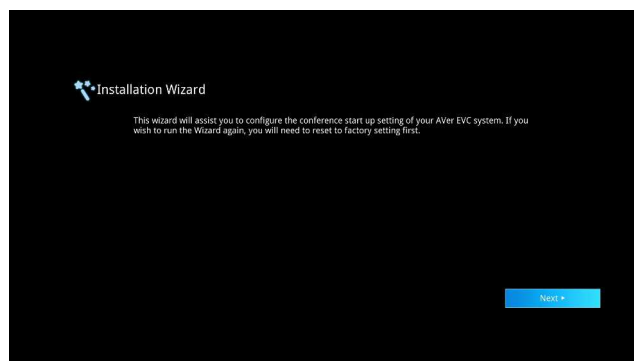 Installation Wizard
This wizard will assist you to configure the conference start up setting of your AVer EVC system. If you
wish to run the Wizard again, you will need to reset to factory setting first.
Next